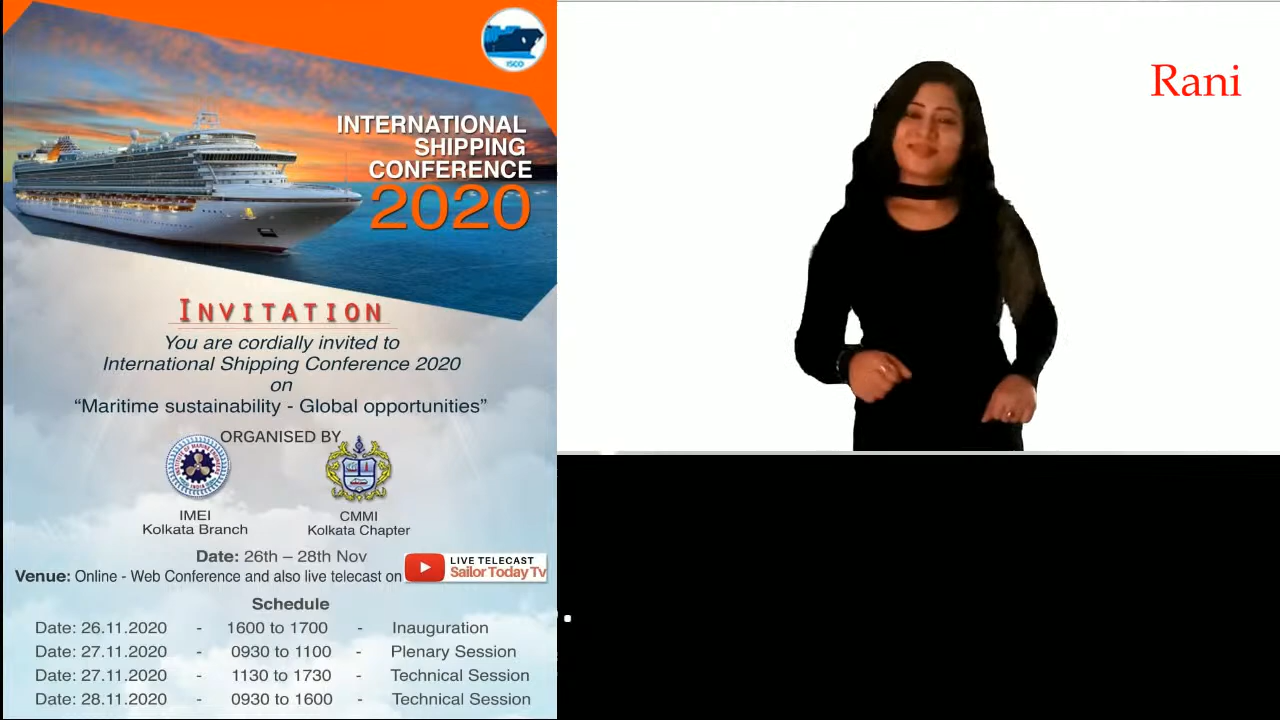 ISCO
INTERNATIONAL
SHIPPING
CONFERENCE
2020
INVITATION
You are cordially invited to
International Shipping Conference 2020
on
“Maritime sustainability - Global opportunities”
ORGANISED BY
IMEI
Kolkata Branch
CMMI
Kolkata Chapter
Date: 26th – 28th Nov
Venue: Online - Web Conference and also live telecast on
LIVE TELECAST
Sailor Today Tv
Schedule
Date: 26.11.2020 - 1600 to 1700 - Inauguration
Date: 27.11.2020 - 0930 to 1100 - Plenary Session
Date: 27.11.2020 - 1130 to 1730 - Technical Session
Date: 28.11.2020 - 0930 to 1600 - Technical Session
Rani